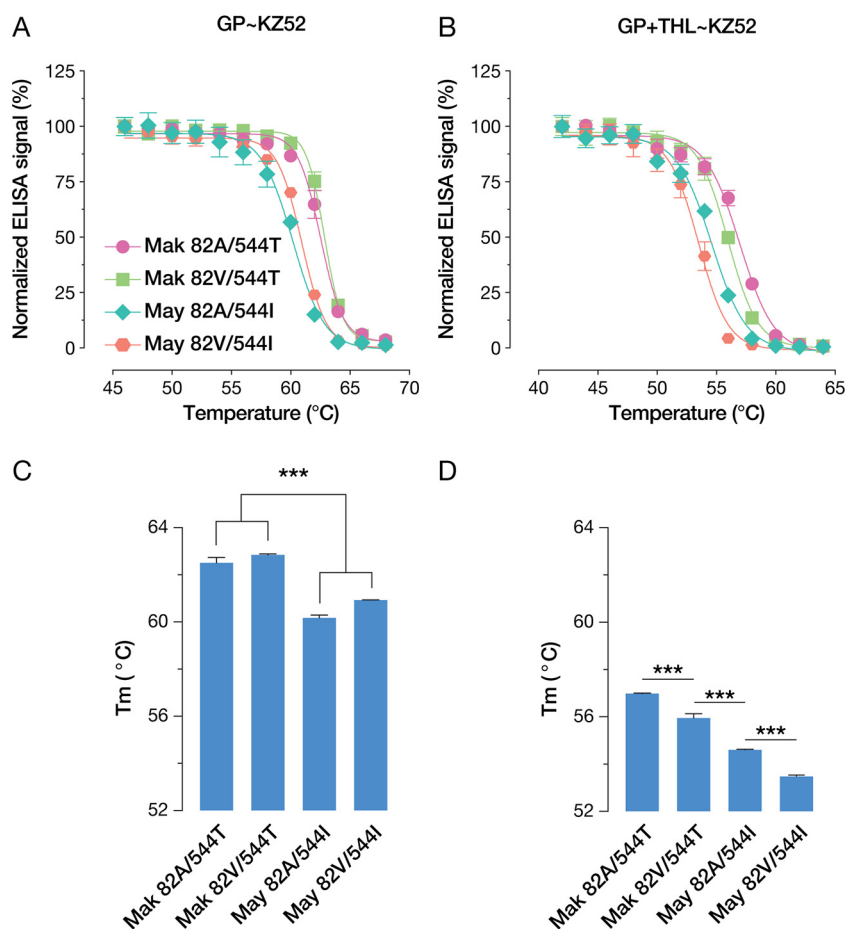 A
GP~KZ52
Normalized ELISA signal (%)
125
100
75
50
25
0
Mak 82A/544T
Mak 82V/544T
May 82A/544I
May 82V/544I
45 50 55 60 65 70
Temperature (°C)
B
GP+THL~KZ52
Normalized ELISA signal (%)
125
100
75
50
25
0
40 45 50 55 60 65
Temperature (°C)
C
***
Tm (°C)
64
60
56
52
Mak 82A/544T
Mak 82V/544T
May 82A/544I
May 82V/544I
D
Tm (°C)
64
60
56
52
***
***
***
Mak 82A/544T
Mak 82V/544T
May 82A/544I
May 82V/544I